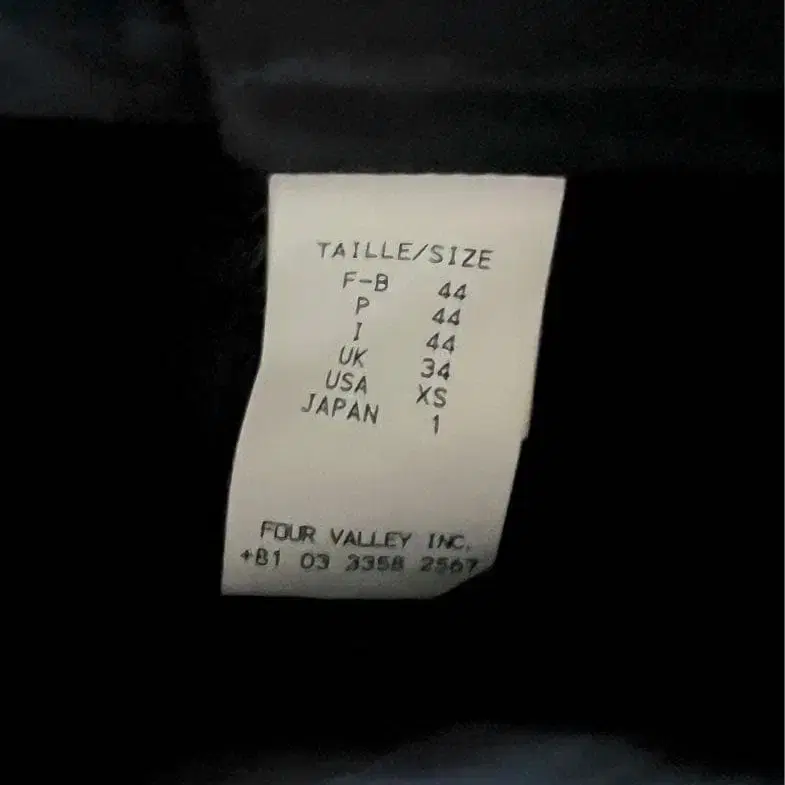 TAILLE/SIZE
F-B 44
P 44
I 44
UK 34
USA XS
JAPAN 1
FOUR VALLEY INC.
+81 03 3358 2567